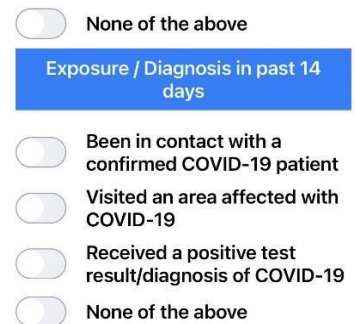 None of the above
Exposure / Diagnosis in past 14
days
Been in contact with a
confirmed COVID-19 patient
Visited an area affected with
COVID-19
Received a positive test
result/diagnosis of COVID-19
None of the above